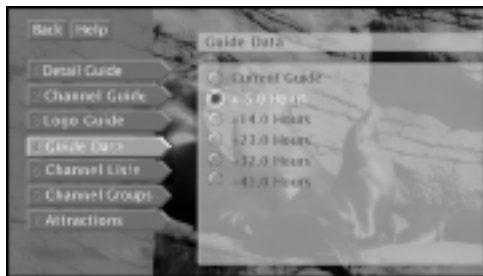 Back Help
Guide Data
Detail Guide
Channel Guide
Logo Guide
Guide Data
Channel Lists
Channel Groups
Attractions
Current Guide
+5.0 Hours
+14.0 Hours
+23.0 Hours
+32.0 Hours
+41.0 Hours